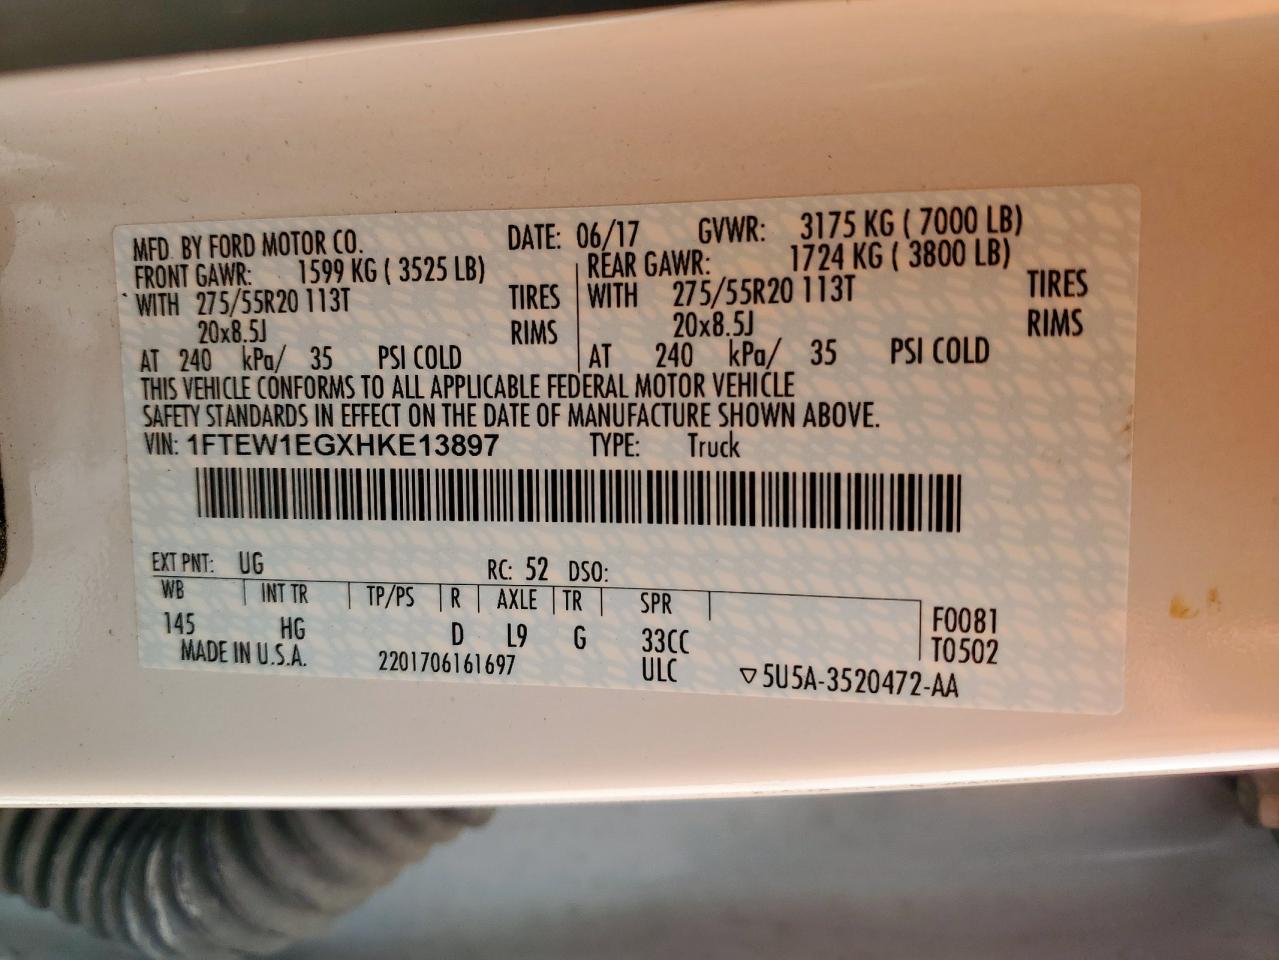 MFD. BY FORD MOTOR CO. DATE: 06/17 GVWR: 3175 KG ( 7000 LB)
FRONT GAWR: 1599 KG ( 3525 LB) REAR GAWR: 1724 KG ( 3800 LB)
WITH 275/55R20 113T TIRES WITH 275/55R20 113T TIRES
20x8.5J RIMS 20x8.5J RIMS
AT 240 kPa/ 35 PSI COLD AT 240 kPa/ 35 PSI COLD
THIS VEHICLE CONFORMS TO ALL APPLICABLE FEDERAL MOTOR VEHICLE
SAFETY STANDARDS IN EFFECT ON THE DATE OF MANUFACTURE SHOWN ABOVE.
VIN: 1FTEW1EGXHKE13897 TYPE: Truck
EXT PNT: UG RC: 52 DSO:
WB INT TR TP/PS R AXLE TR SPR F0081
145 HG D L9 G 33CC T0502
MADE IN U.S.A. 2201706161697 ULC ▽5U5A-3520472-AA